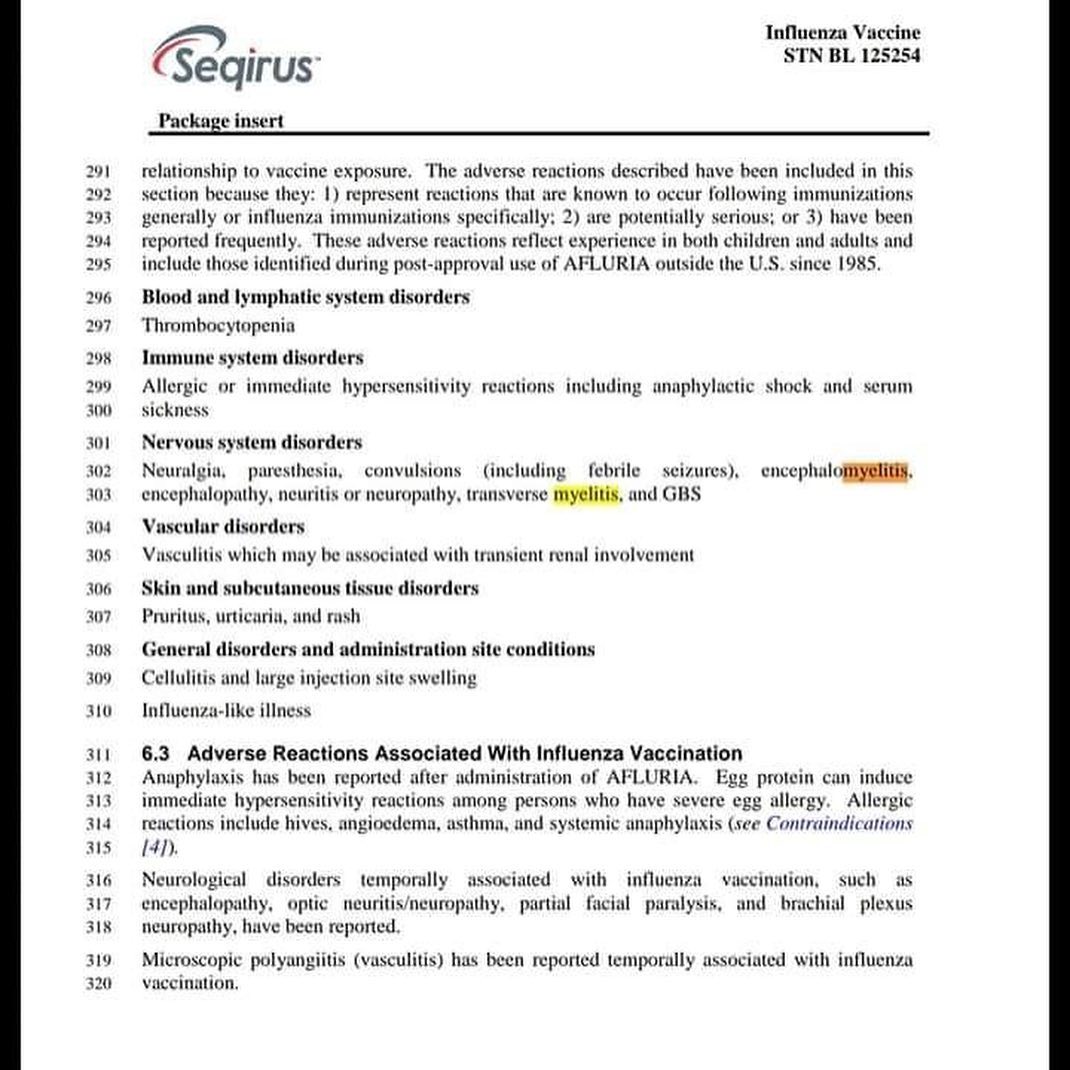 Seqirus™
Influenza Vaccine
STN BL 125254
Package insert
291 relationship to vaccine exposure. The adverse reactions described have been included in this
292 section because they: 1) represent reactions that are known to occur following immunizations
293 generally or influenza immunizations specifically; 2) are potentially serious; or 3) have been
294 reported frequently. These adverse reactions reflect experience in both children and adults and
295 include those identified during post-approval use of AFLURIA outside the U.S. since 1985.
296 Blood and lymphatic system disorders
297 Thrombocytopenia
298 Immune system disorders
299 Allergic or immediate hypersensitivity reactions including anaphylactic shock and serum
300 sickness
301 Nervous system disorders
302 Neuralgia, paresthesia, convulsions (including febrile seizures), encephalomyelitis,
303 encephalopathy, neuritis or neuropathy, transverse myelitis, and GBS
304 Vascular disorders
305 Vasculitis which may be associated with transient renal involvement
306 Skin and subcutaneous tissue disorders
307 Pruritus, urticaria, and rash
308 General disorders and administration site conditions
309 Cellulitis and large injection site swelling
310 Influenza-like illness
311 6.3 Adverse Reactions Associated With Influenza Vaccination
312 Anaphylaxis has been reported after administration of AFLURIA. Egg protein can induce
313 immediate hypersensitivity reactions among persons who have severe egg allergy. Allergic
314 reactions include hives, angioedema, asthma, and systemic anaphylaxis (see Contraindications
315 [4]).
316 Neurological disorders temporally associated with influenza vaccination, such as
317 encephalopathy, optic neuritis/neuropathy, partial facial paralysis, and brachial plexus
318 neuropathy, have been reported.
319 Microscopic polyangiitis (vasculitis) has been reported temporally associated with influenza
320 vaccination.